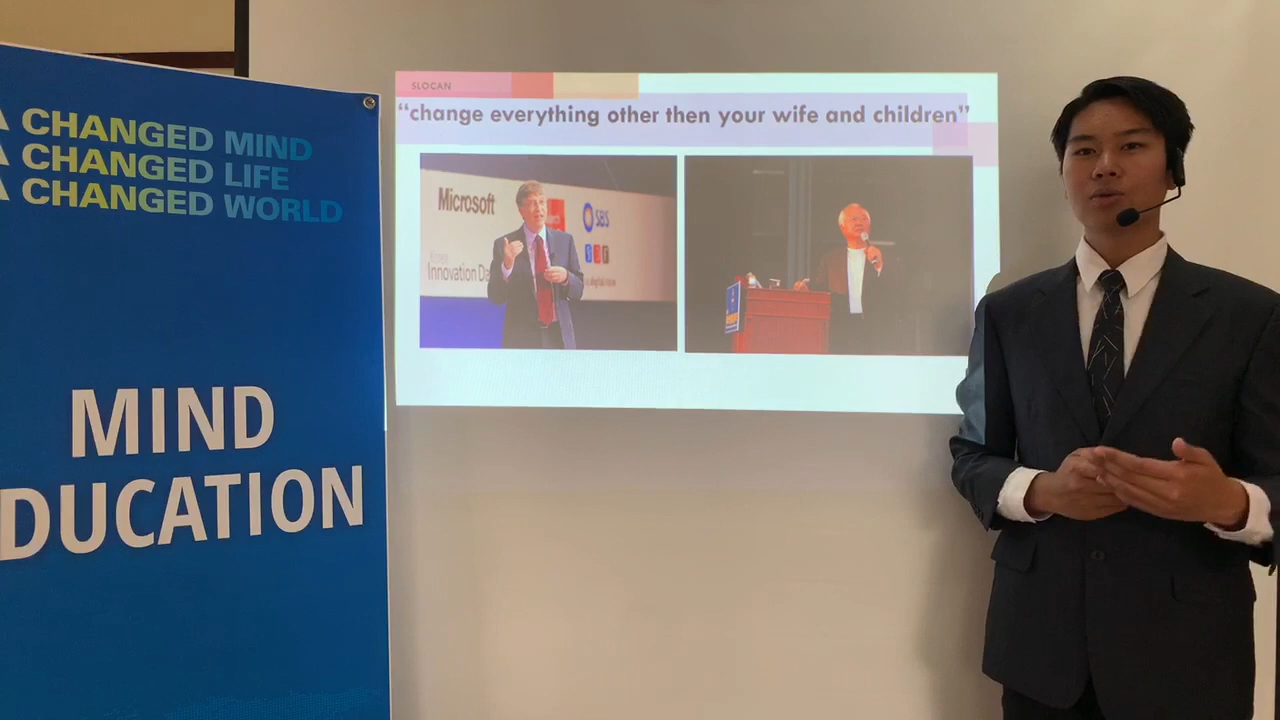 A CHANGED MIND
A CHANGED LIFE
A CHANGED WORLD
MIND
DUCATION
SLOCAN
“change everything other then your wife and children”
Microsoft
SBS
Innovation Da